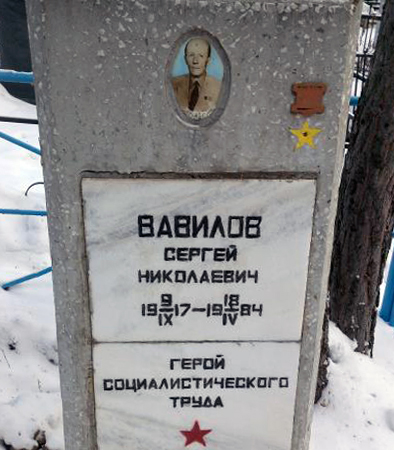 ВАВИЛОВ
СЕРГЕЙ
НИКОЛАЕВИЧ
19 9/IX 17—19 18/IV 84
ГЕРОЙ
СОЦИАЛИСТИЧЕСКОГО
ТРУДА